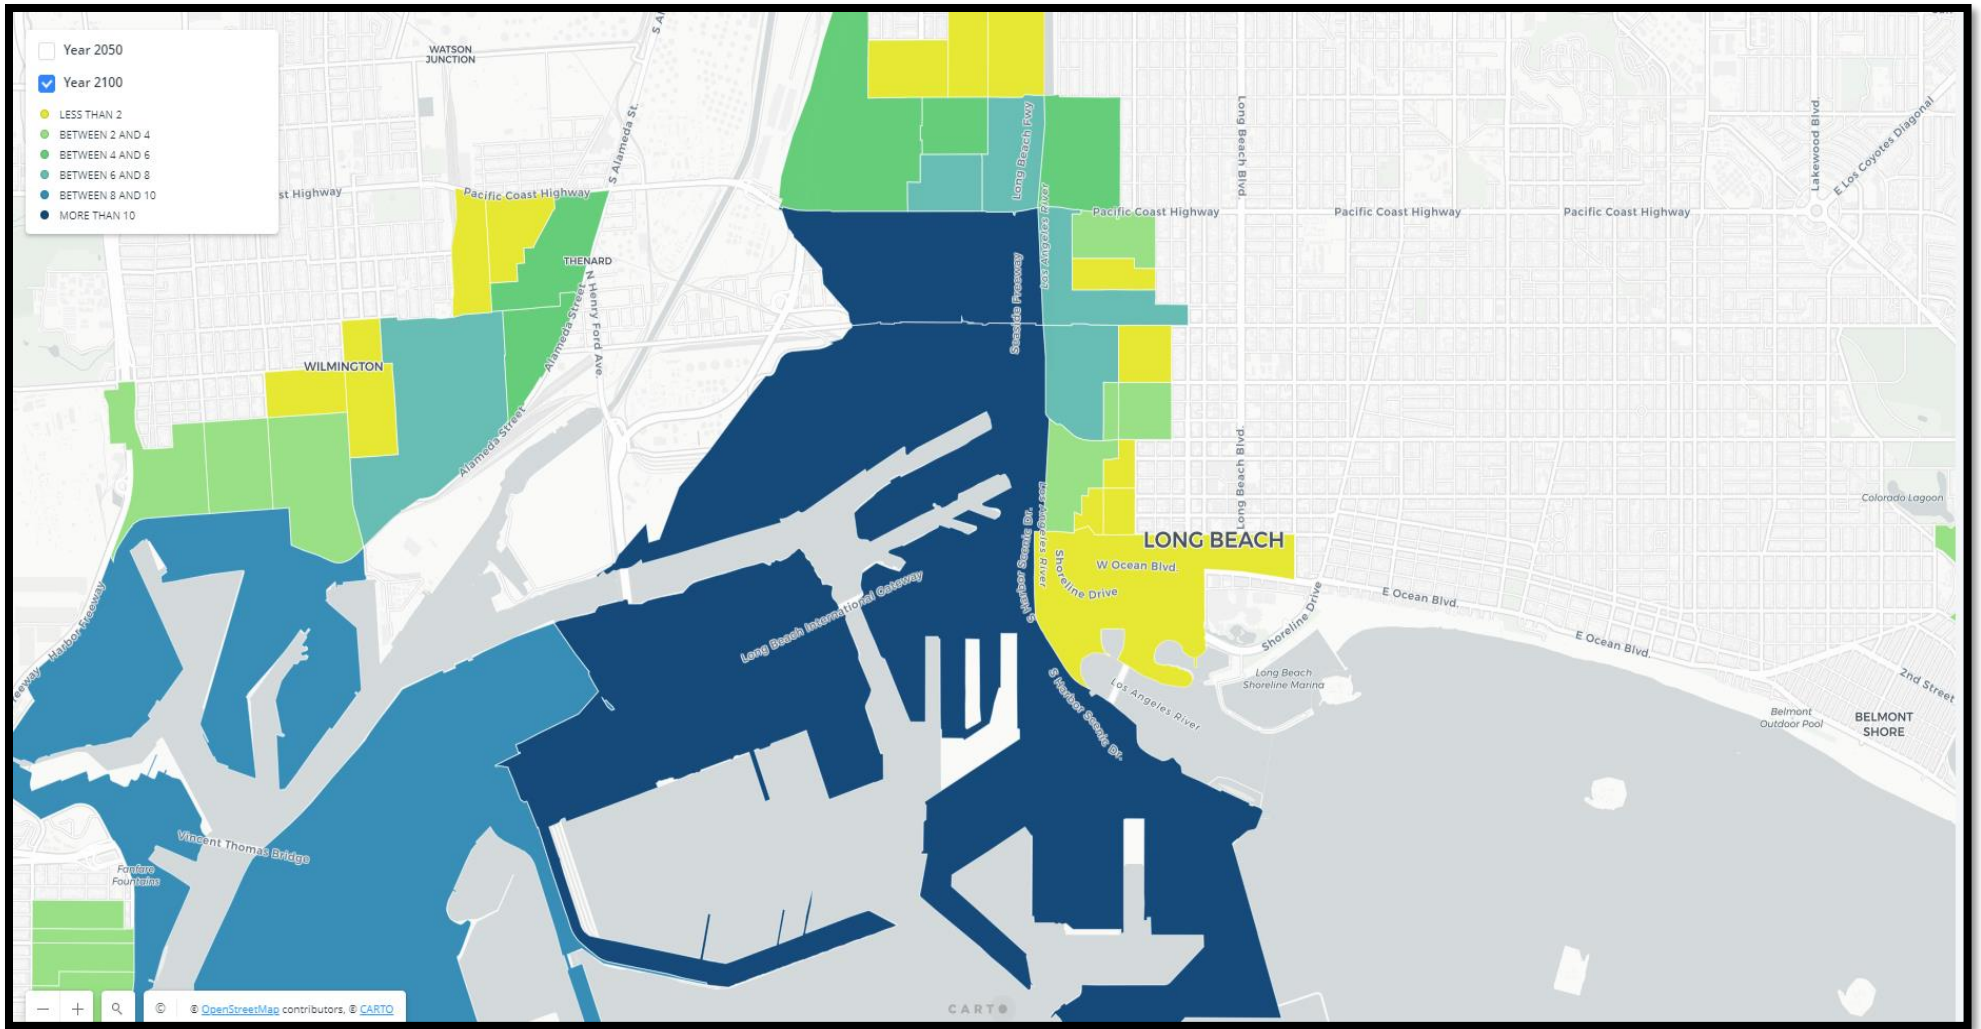 Year 2050
Year 2100
LESS THAN 2
BETWEEN 2 AND 4
BETWEEN 4 AND 6
BETWEEN 6 AND 8
BETWEEN 8 AND 10
MORE THAN 10
WATSON
JUNCTION
S Al
S Alameda St.
st Highway
Pacific Coast Highway
THENARD
N Henry Ford Ave.
Alameda Street
WILMINGTON
Alameda Street
Harbor Freeway
reeway
Vincent Thomas Bridge
Fanfare
Fountains
Long Beach Fwy
Los Angeles River
Seaside Freeway
Long Beach International Gateway
S Harbor Scenic Dr.
eles River
Shoreline Drive
S Harbor Scenic Dr.
Los Angeles River
LONG BEACH
W Ocean Blvd.
Long Beach Blvd.
Long Beach Blvd.
Pacific Coast Highway
Pacific Coast Highway
Pacific Coast Highway
Lakewood Blvd.
E Los Coyotes Diagonal
Colorado Lagoon
E Ocean Blvd.
E Ocean Blvd.
Shoreline Drive
Long Beach
Shoreline Marina
2nd Street
Belmont
Outdoor Pool
BELMONT
SHORE
© © OpenStreetMap contributors, © CARTO
CARTO